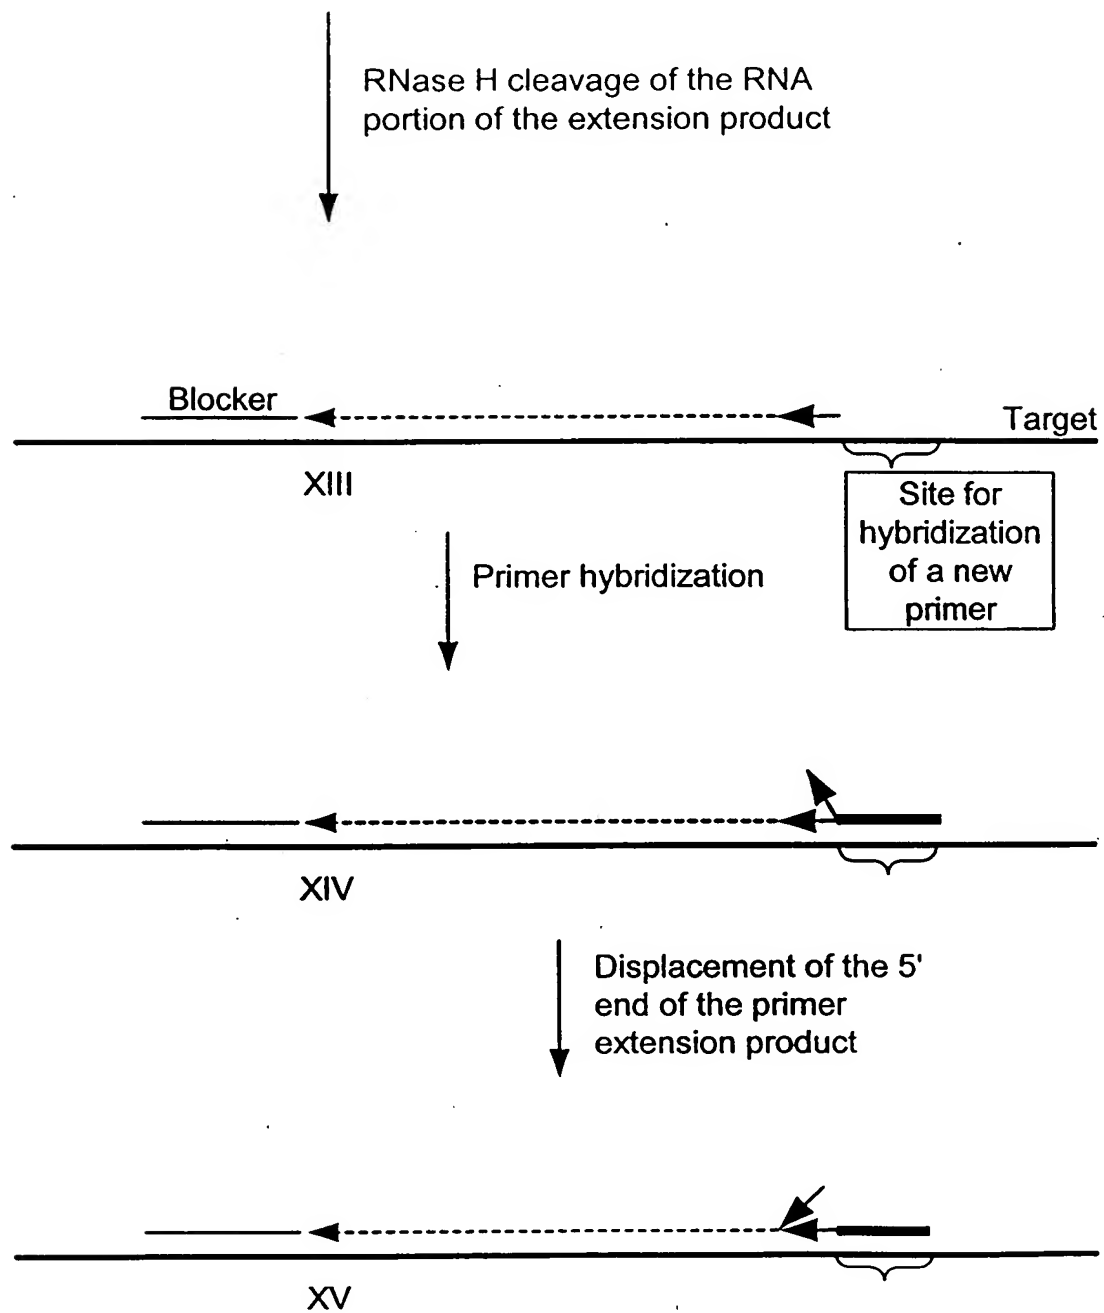 RNase H cleavage of the RNA
portion of the extension product
Blocker
Target
XIII
Site for
hybridization
of a new
primer
Primer hybridization
XIV
Displacement of the 5'
end of the primer
extension product
XV